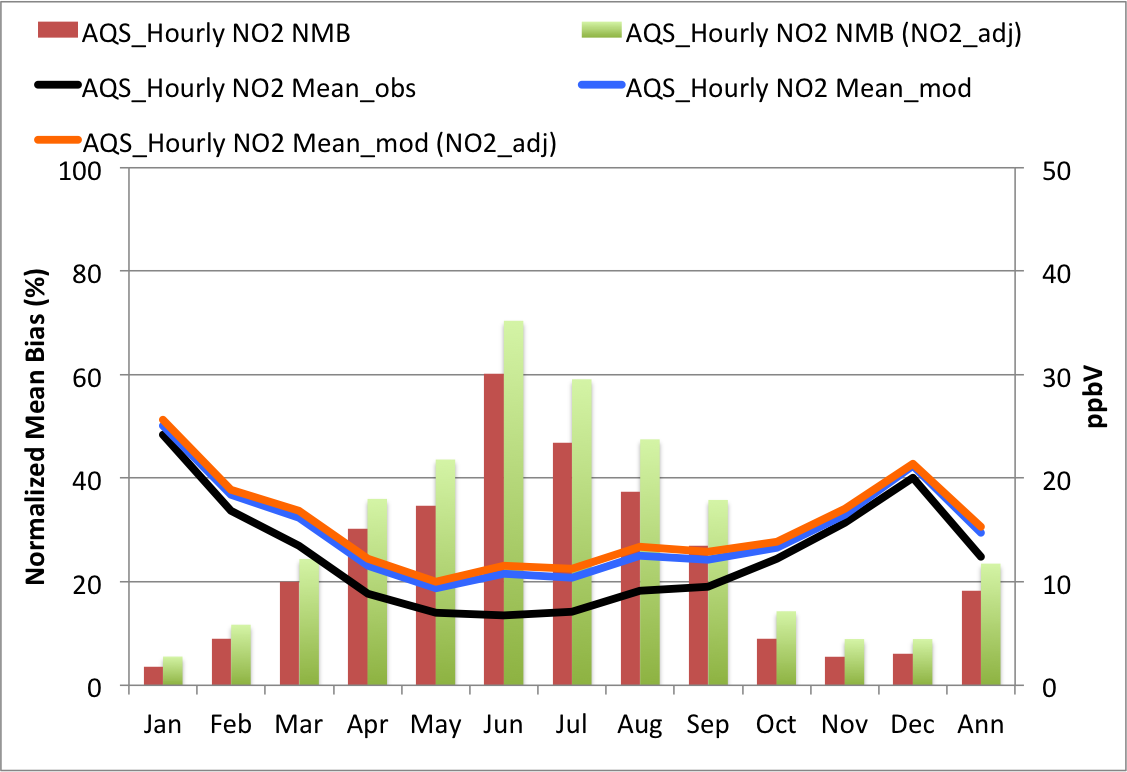 AQS_Hourly NO2 NMB
AQS_Hourly NO2 NMB (NO2_adj)
AQS_Hourly NO2 Mean_obs
AQS_Hourly NO2 Mean_mod
AQS_Hourly NO2 Mean_mod (NO2_adj)
100
80
60
40
20
0
Normalized Mean Bias (%)
50
40
30
20
10
0
ppbV
Jan Feb Mar Apr May Jun Jul Aug Sep Oct Nov Dec Ann